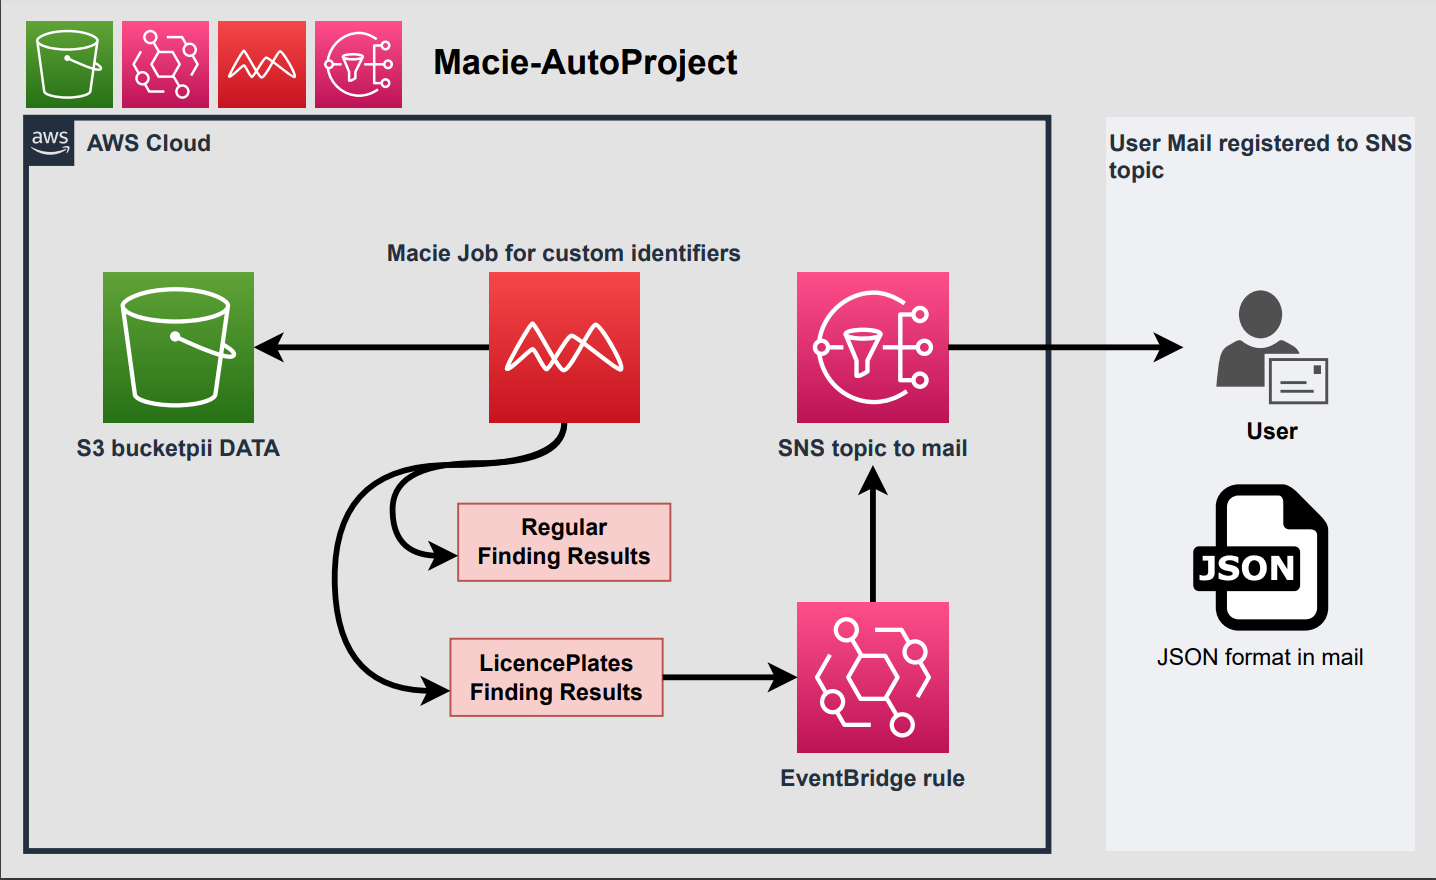 Macie-AutoProject
aws
AWS Cloud
User Mail registered to SNS
topic
Macie Job for custom identifiers
S3 bucketpii DATA
SNS topic to mail
User
Regular
Finding Results
JSON
LicencePlates
Finding Results
JSON format in mail
EventBridge rule